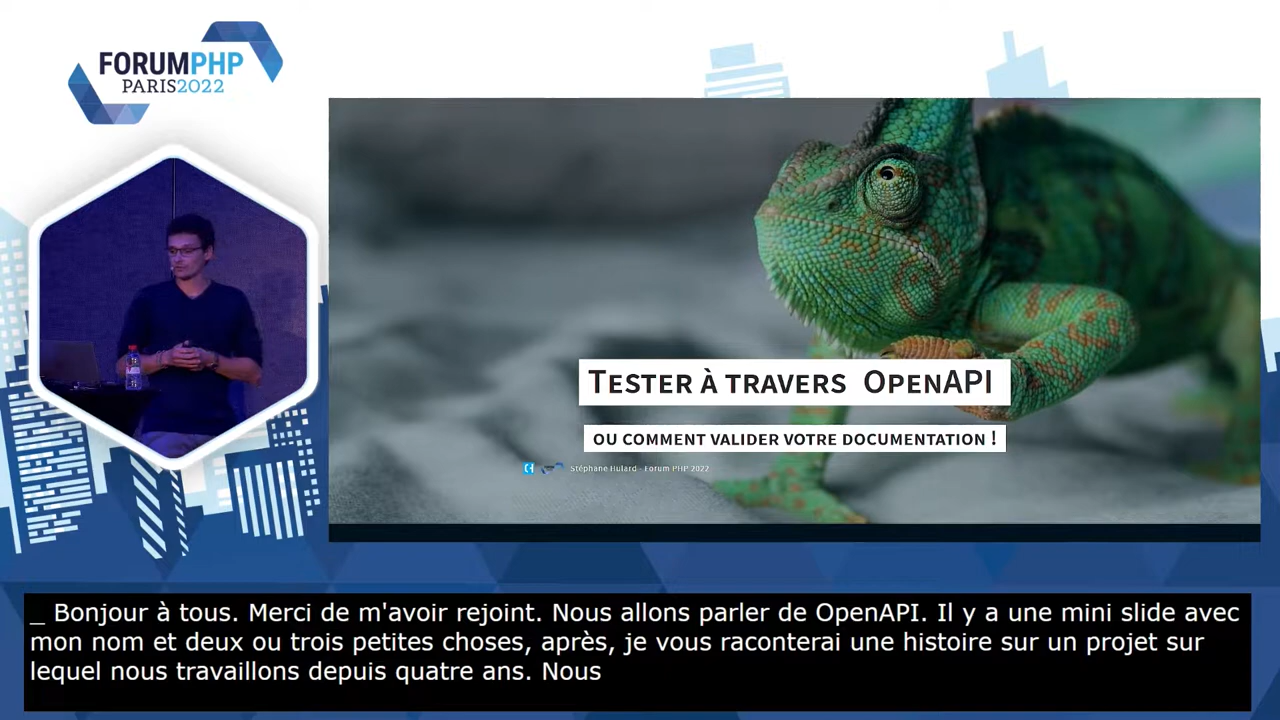 FORUMPHP
PARIS2022
TESTER À TRAVERS OPENAPI
OU COMMENT VALIDER VOTRE DOCUMENTATION !
Stéphane Hulard - Forum PHP 2022
_ Bonjour à tous. Merci de m'avoir rejoint. Nous allons parler de OpenAPI. Il y a une mini slide avec
mon nom et deux ou trois petites choses, après, je vous raconterai une histoire sur un projet sur
lequel nous travaillons depuis quatre ans. Nous